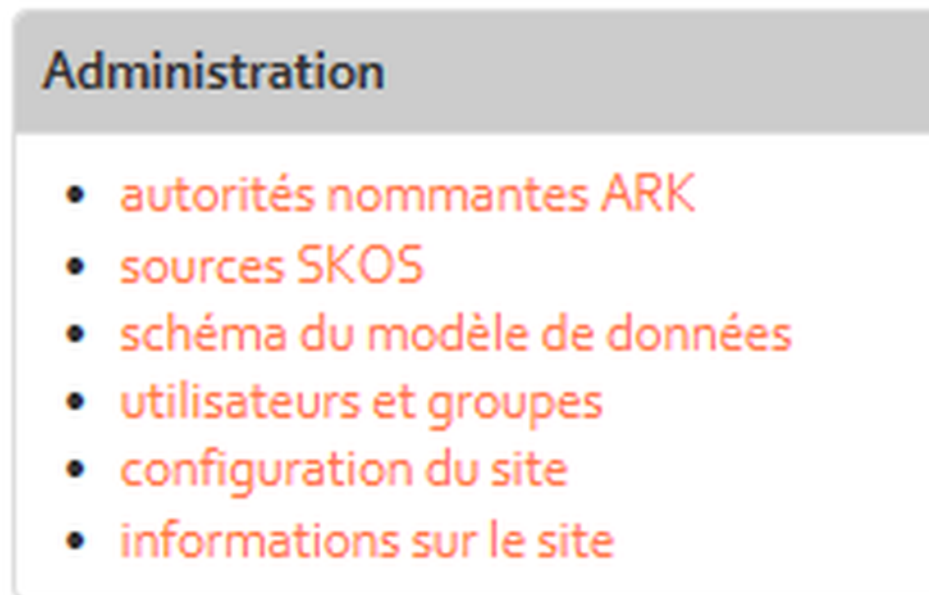 Administration
autorités nommantes ARK
sources SKOS
schéma du modèle de données
utilisateurs et groupes
configuration du site
informations sur le site